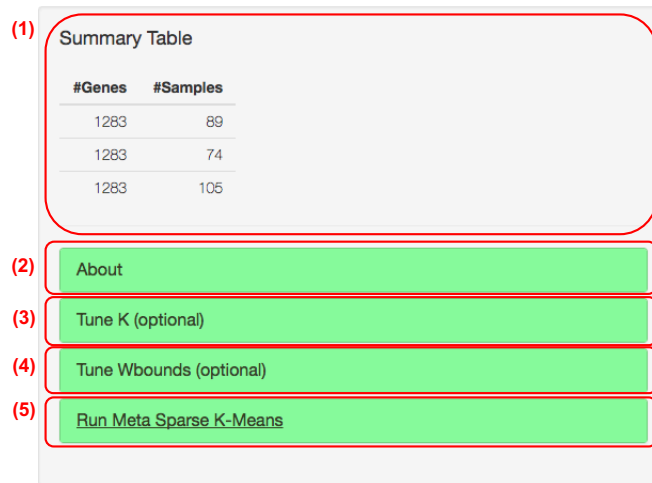 (1)
Summary Table
#Genes #Samples
1283 89
1283 74
1283 105
(2) About
(3) Tune K (optional)
(4) Tune Wbounds (optional)
(5) Run Meta Sparse K-Means